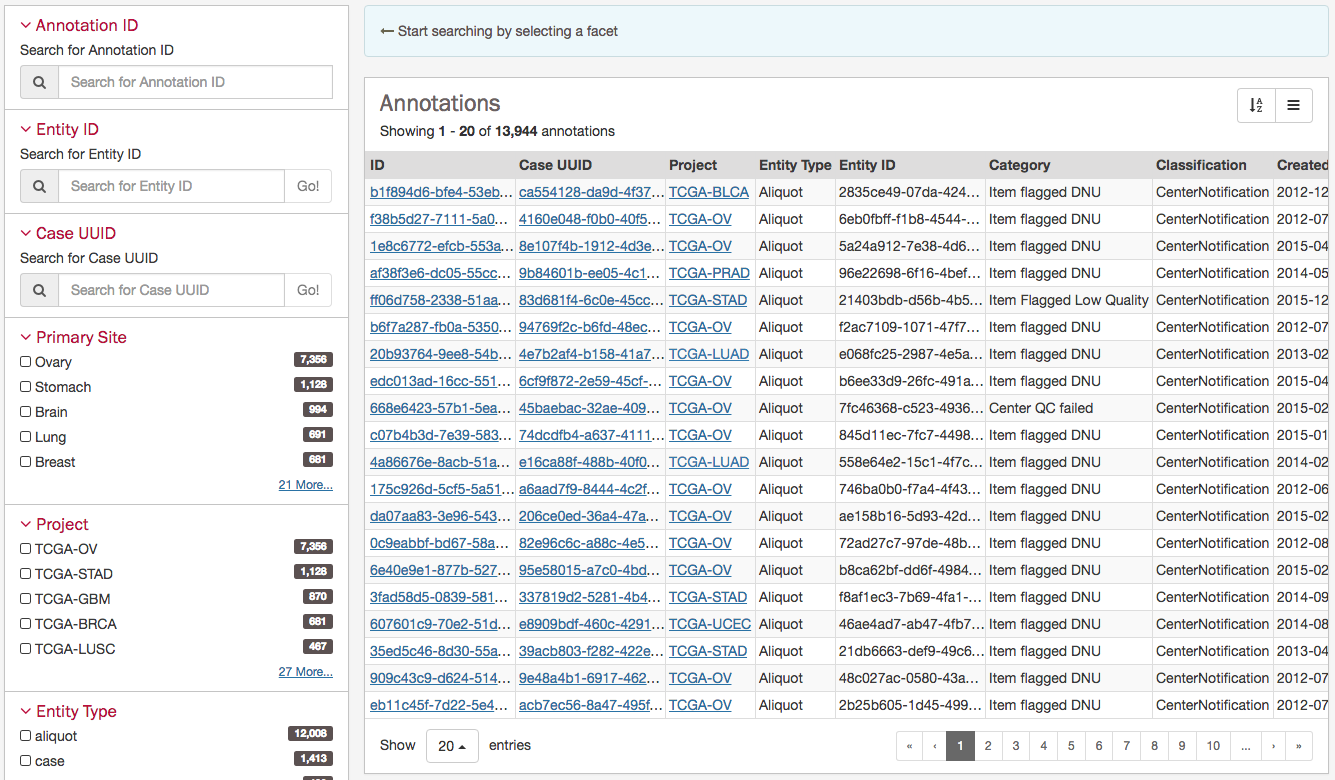 Annotation ID
Search for Annotation ID
Search for Annotation ID
Entity ID
Search for Entity ID
Search for Entity ID Go!
Case UUID
Search for Case UUID
Search for Case UUID Go!
Primary Site
Ovary 7,356
Stomach 1,128
Brain 994
Lung 691
Breast 681
21 More...
Project
TCGA-OV 7,356
TCGA-STAD 1,128
TCGA-GBM 870
TCGA-BRCA 681
TCGA-LUSC 467
27 More...
Entity Type
aliquot 12,008
case 1,413
← Start searching by selecting a facet
Annotations
Showing 1 - 20 of 13,944 annotations
ID Case UUID Project Entity Type Entity ID Category Classification Created
b1f894d6-bfe4-53eb... ca554128-da9d-4f37... TCGA-BLCA Aliquot 2835ce49-07da-424... Item flagged DNU CenterNotification 2012-12
f38b5d27-7111-5a0... 4160e048-f0b0-40f5... TCGA-OV Aliquot 6eb0fbff-f1b8-4544-... Item flagged DNU CenterNotification 2012-07
1e8c6772-efcb-553a... 8e107f4b-1912-4d3e... TCGA-OV Aliquot 5a24a912-7e38-4d6... Item flagged DNU CenterNotification 2015-04
af38f3e6-dc05-55cc... 9b84601b-ee05-4c1... TCGA-PRAD Aliquot 96e22698-6f16-4bef... Item flagged DNU CenterNotification 2014-05
ff06d758-2338-51aa... 83d681f4-6c0e-45cc... TCGA-STAD Aliquot 21403bdb-d56b-4b5... Item Flagged Low Quality CenterNotification 2015-12
b6f7a287-fb0a-5350... 94769f2c-b6fd-48ec... TCGA-OV Aliquot f2ac7109-1071-47f7... Item flagged DNU CenterNotification 2012-07
20b93764-9ee8-54b... 4e7b2af4-b158-41a7... TCGA-LUAD Aliquot e068fc25-2987-4e5a... Item flagged DNU CenterNotification 2013-02
edc013ad-16cc-551... 6cf9f872-2e59-45cf-... TCGA-OV Aliquot b6ee33d9-26fc-491a... Item flagged DNU CenterNotification 2015-04
668e6423-57b1-5ea... 45baebac-32ae-409... TCGA-OV Aliquot 7fc46368-c523-4936... Center QC failed CenterNotification 2015-02
c07b4b3d-7e39-583... 74dcdfb4-a637-4111... TCGA-OV Aliquot 845d11ec-7fc7-4498... Item flagged DNU CenterNotification 2015-01
4a86676e-8acb-51a... e16ca88f-488b-40f0... TCGA-LUAD Aliquot 558e64e2-15c1-4f7c... Item flagged DNU CenterNotification 2014-02
175c926d-5cf5-5a51... a6aad7f9-8444-4c2f... TCGA-OV Aliquot 746ba0b0-f7a4-4f43... Item flagged DNU CenterNotification 2012-06
da07aa83-3e96-543... 206ce0ed-36a4-47a... TCGA-OV Aliquot ae158b16-5d93-42d... Item flagged DNU CenterNotification 2015-02
0c9eabbf-bd67-58a... 82e96c6c-a88c-4e5... TCGA-OV Aliquot 72ad27c7-97de-48b... Item flagged DNU CenterNotification 2012-08
6e40e9e1-877b-527... 95e58015-a7c0-4bd... TCGA-OV Aliquot b8ca62bf-dd6f-4984... Item flagged DNU CenterNotification 2015-02
3fad58d5-0839-581... 337819d2-5281-4b4... TCGA-STAD Aliquot f8af1ec3-7b69-4fa1-... Item flagged DNU CenterNotification 2014-09
607601c9-70e2-51d... e8909bdf-460c-4291... TCGA-UCEC Aliquot 46ae4ad7-ab47-4fb7... Item flagged DNU CenterNotification 2014-08
35ed5c46-8d30-55a... 39acb803-f282-422e... TCGA-STAD Aliquot 21db6663-def9-49c6... Item flagged DNU CenterNotification 2013-04
909c43c9-d624-514... 9e48a4b1-6917-462... TCGA-OV Aliquot 48c027ac-0580-43a... Item flagged DNU CenterNotification 2012-07
eb11c45f-7d22-5e4... acb7ec56-8a47-495f... TCGA-OV Aliquot 2b25b605-1d45-499... Item flagged DNU CenterNotification 2012-07
Show 20 entries « ‹ 1 2 3 4 5 6 7 8 9 10 ... › »